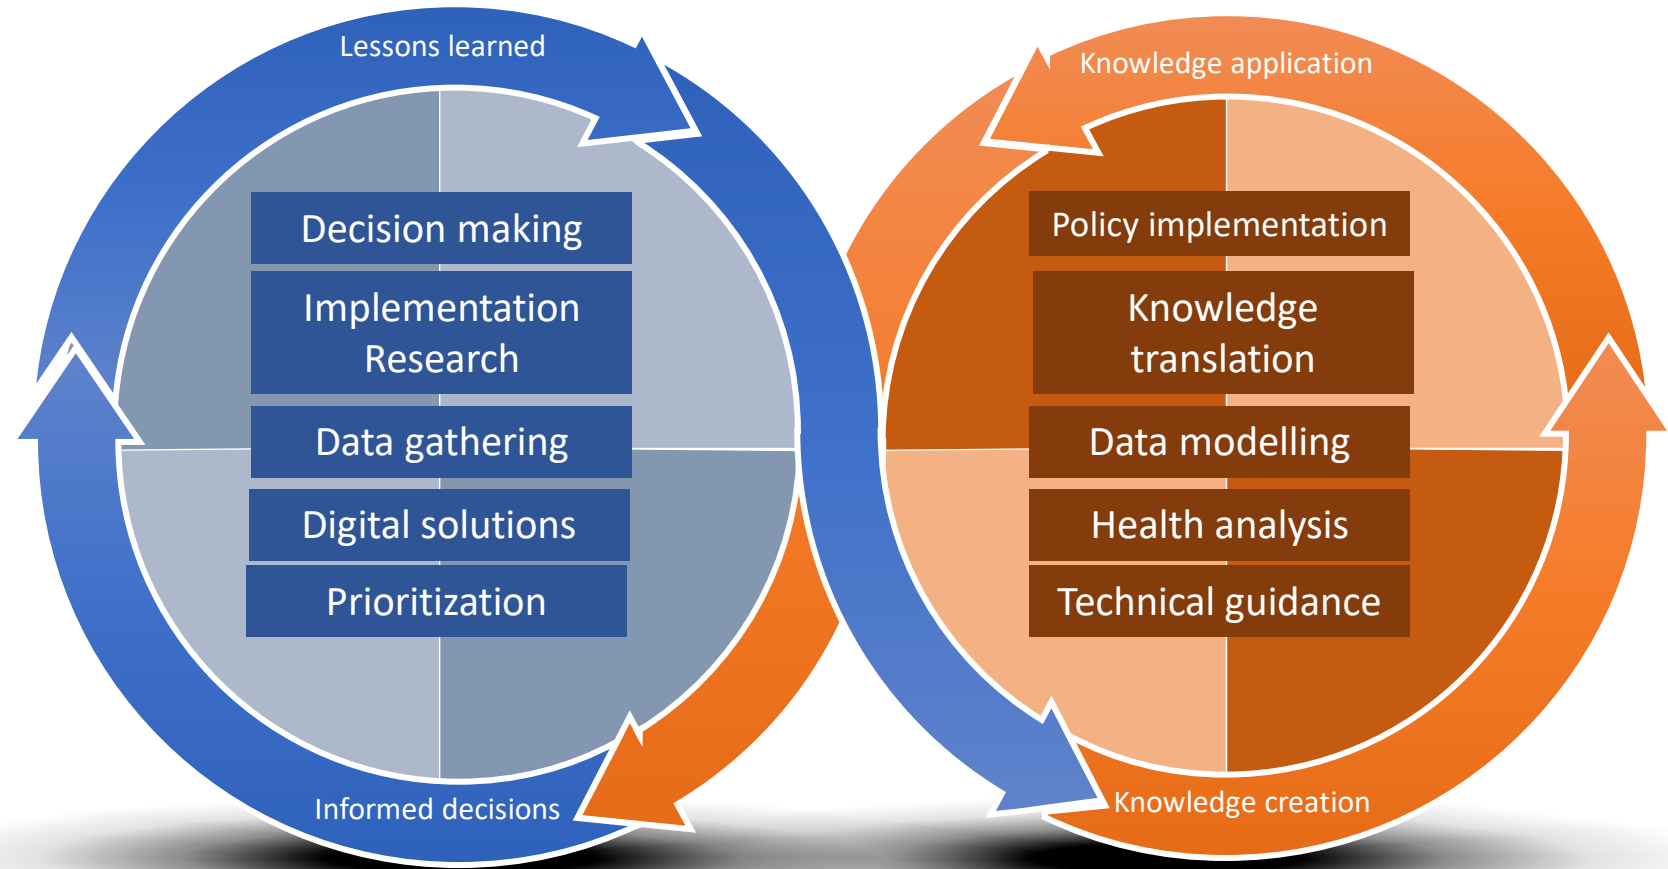 Lessons learned
Decision making
Implementation
Research
Data gathering
Digital solutions
Prioritization
Informed decisions
Knowledge application
Policy implementation
Knowledge
translation
Data modelling
Health analysis
Technical guidance
Knowledge creation